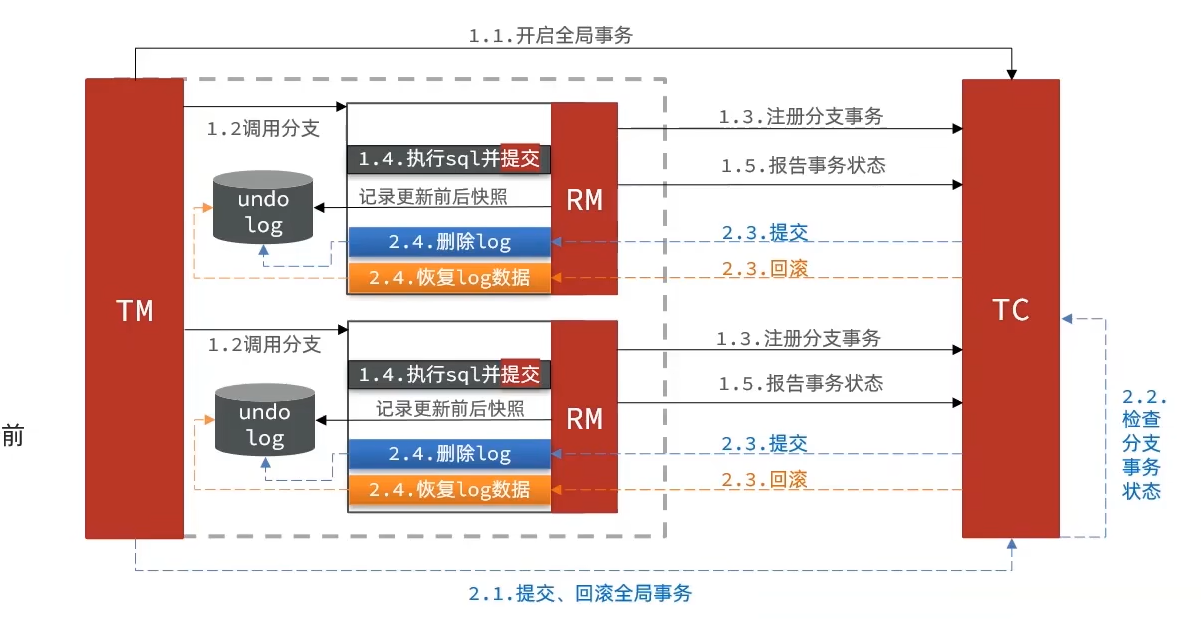 1.1.开启全局事务
1.2调用分支
1.3.注册分支事务
1.4.执行sql并提交
1.5.报告事务状态
undo
log
记录更新前后快照
RM
2.3.提交
2.4.删除log
2.3.回滚
2.4.恢复log数据
TM
TC
1.2调用分支
1.3.注册分支事务
1.4.执行sql并提交
1.5.报告事务状态
undo
log
记录更新前后快照
RM
前
2.3.提交
2.4.删除log
2.3.回滚
2.4.恢复log数据
2.2.
检查
分支
事务
状态
2.1.提交、回滚全局事务